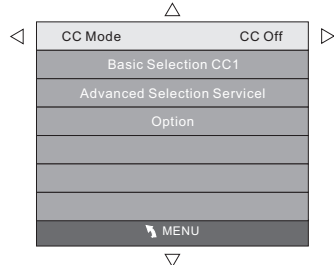 CC Mode CC Off
Basic Selection CC1
Advanced Selection Servicel
Option
MENU